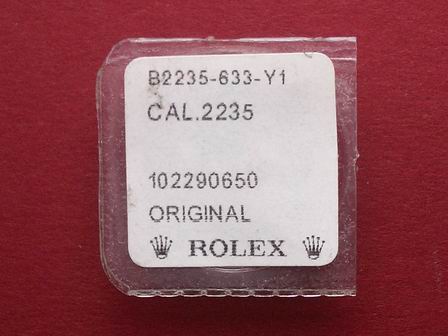 B2235-633-Y1
CAL.2235
102290650
ORIGINAL
ROLEX